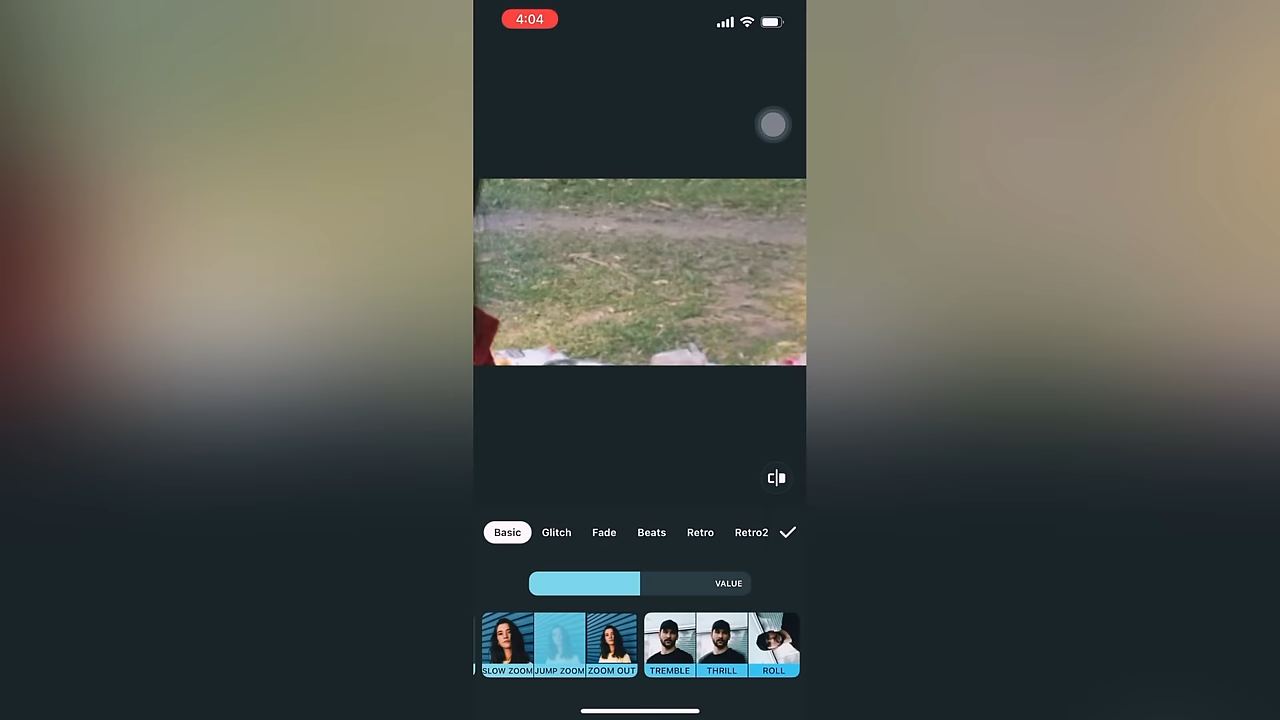 4:04
Basic Glitch Fade Beats Retro Retro2
VALUE
SLOW ZOOM JUMP ZOOM ZOOM OUT TREMBLE THRILL ROLL